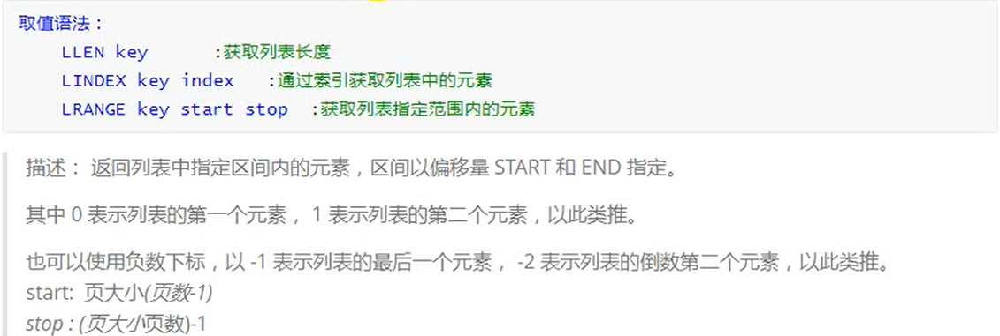 取值语法：
LLEN key :获取列表长度
LINDEX key index :通过索引获取列表中的元素
LRANGE key start stop :获取列表指定范围内的元素
描述： 返回列表中指定区间内的元素，区间以偏移量 START 和 END 指定。
其中 0 表示列表的第一个元素， 1 表示列表的第二个元素，以此类推。
也可以使用负数下标，以 -1 表示列表的最后一个元素， -2 表示列表的倒数第二个元素，以此类推。
start: 页大小(页数-1)
stop : (页大小页数)-1